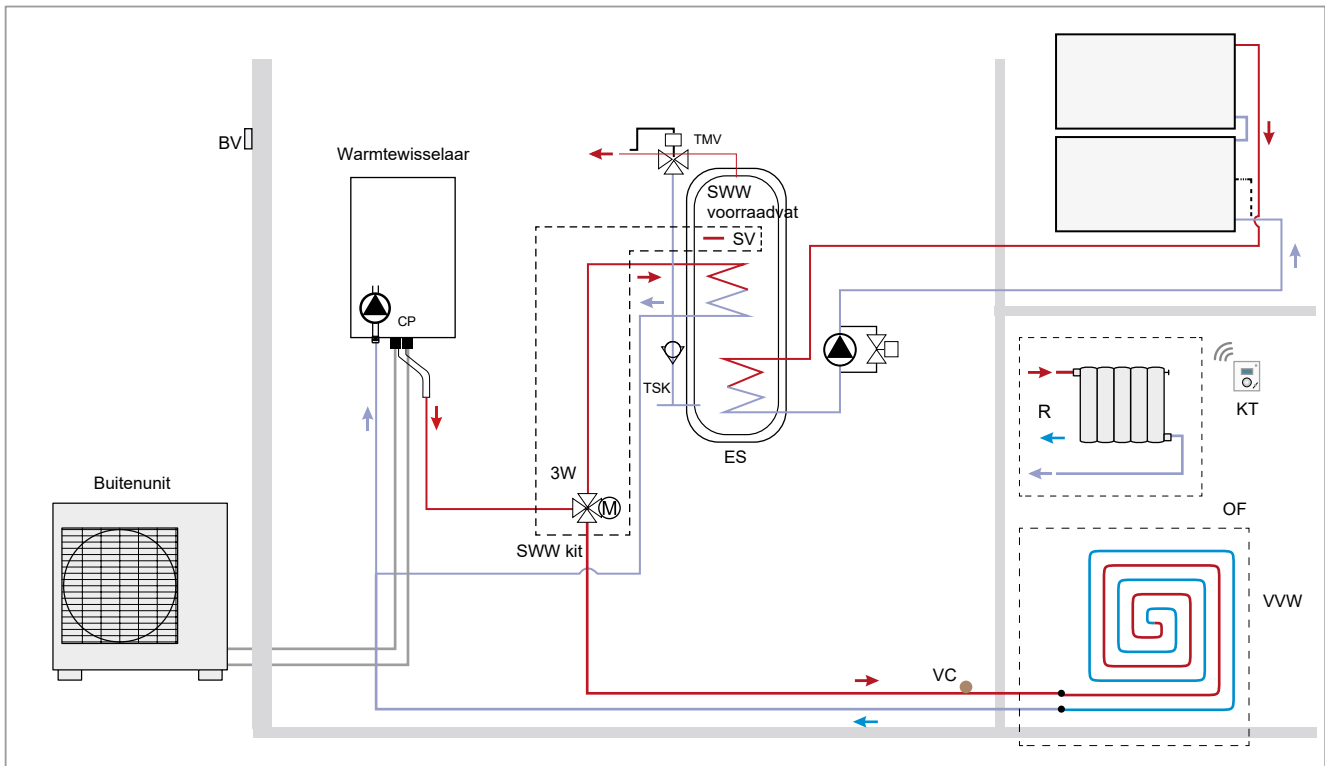 BV
Warmtewisselaar
TMV
SWW
voorraadvat
SV
CP
TSK
ES
R
KT
Buitenunit
3W
M
SWW kit
OF
VVW
VC